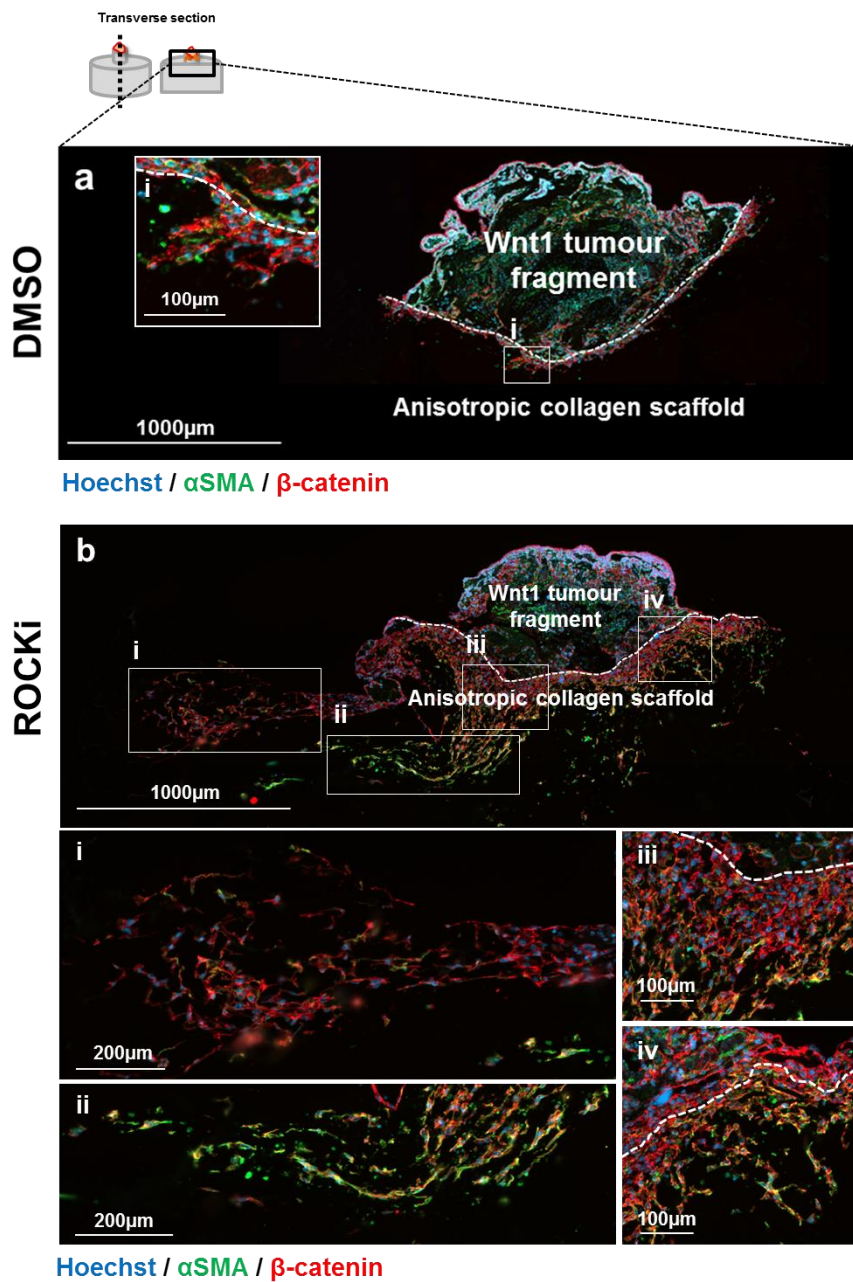 Transverse section
DMSO
a
i
100µm
Wnt1 tumour
fragment
i
Anisotropic collagen scaffold
1000µm
Hoechst / αSMA / β-catenin
ROCKi
b
Wnt1 tumour
fragment
iv
i
iii
Anisotropic collagen scaffold
ii
1000µm
i
200µm
iii
100µm
ii
200µm
iv
100µm
Hoechst / αSMA / β-catenin